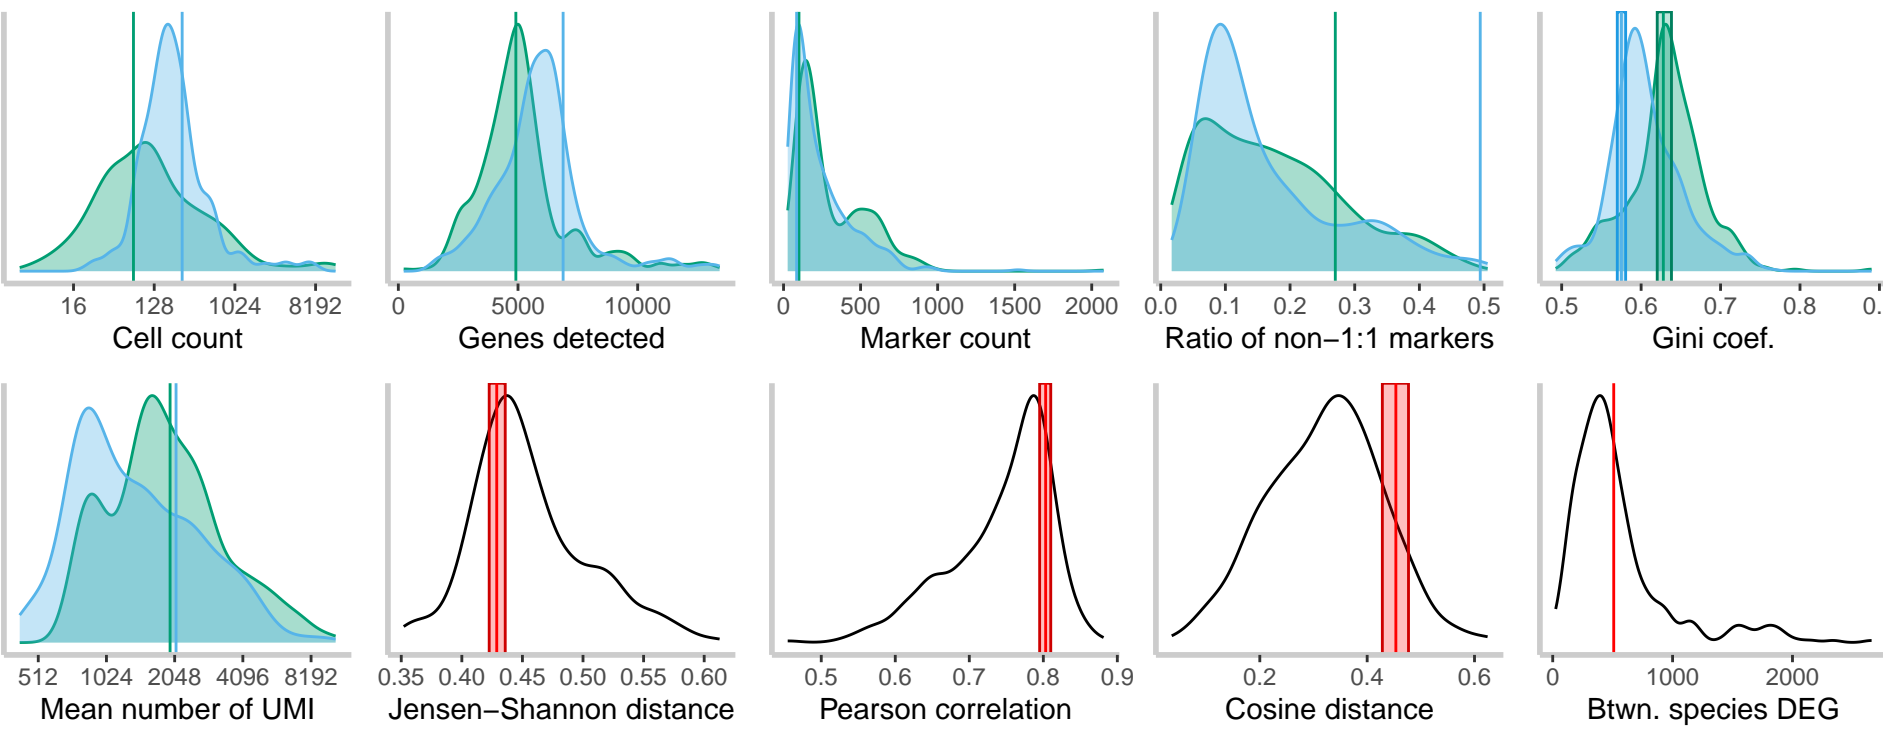 16 128 1024 8192
Cell count
0 5000 10000
Genes detected
0 500 1000 1500 2000
Marker count
0.0 0.1 0.2 0.3 0.4 0.5
Ratio of non−1:1 markers
0.5 0.6 0.7 0.8 0.
Gini coef.
512 1024 2048 4096 8192
Mean number of UMI
0.35 0.40 0.45 0.50 0.55 0.60
Jensen−Shannon distance
0.5 0.6 0.7 0.8 0.9
Pearson correlation
0.2 0.4 0.6
Cosine distance
0 1000 2000
Btwn. species DEG